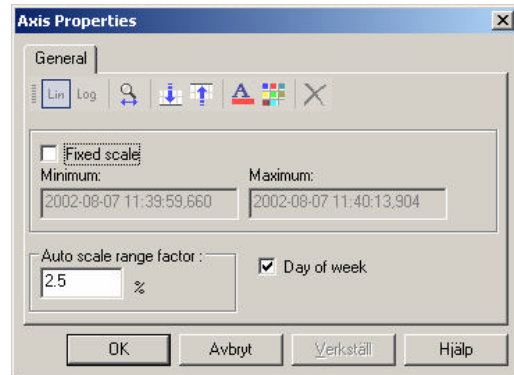 Axis Properties
General
Lin Log A
Fixed scale
Minimum: Maximum:
2002-08-07 11:39:59,660 2002-08-07 11:40:13,904
Auto scale range factor :
2.5 %
Day of week
OK Avbryt Verkställ Hjälp